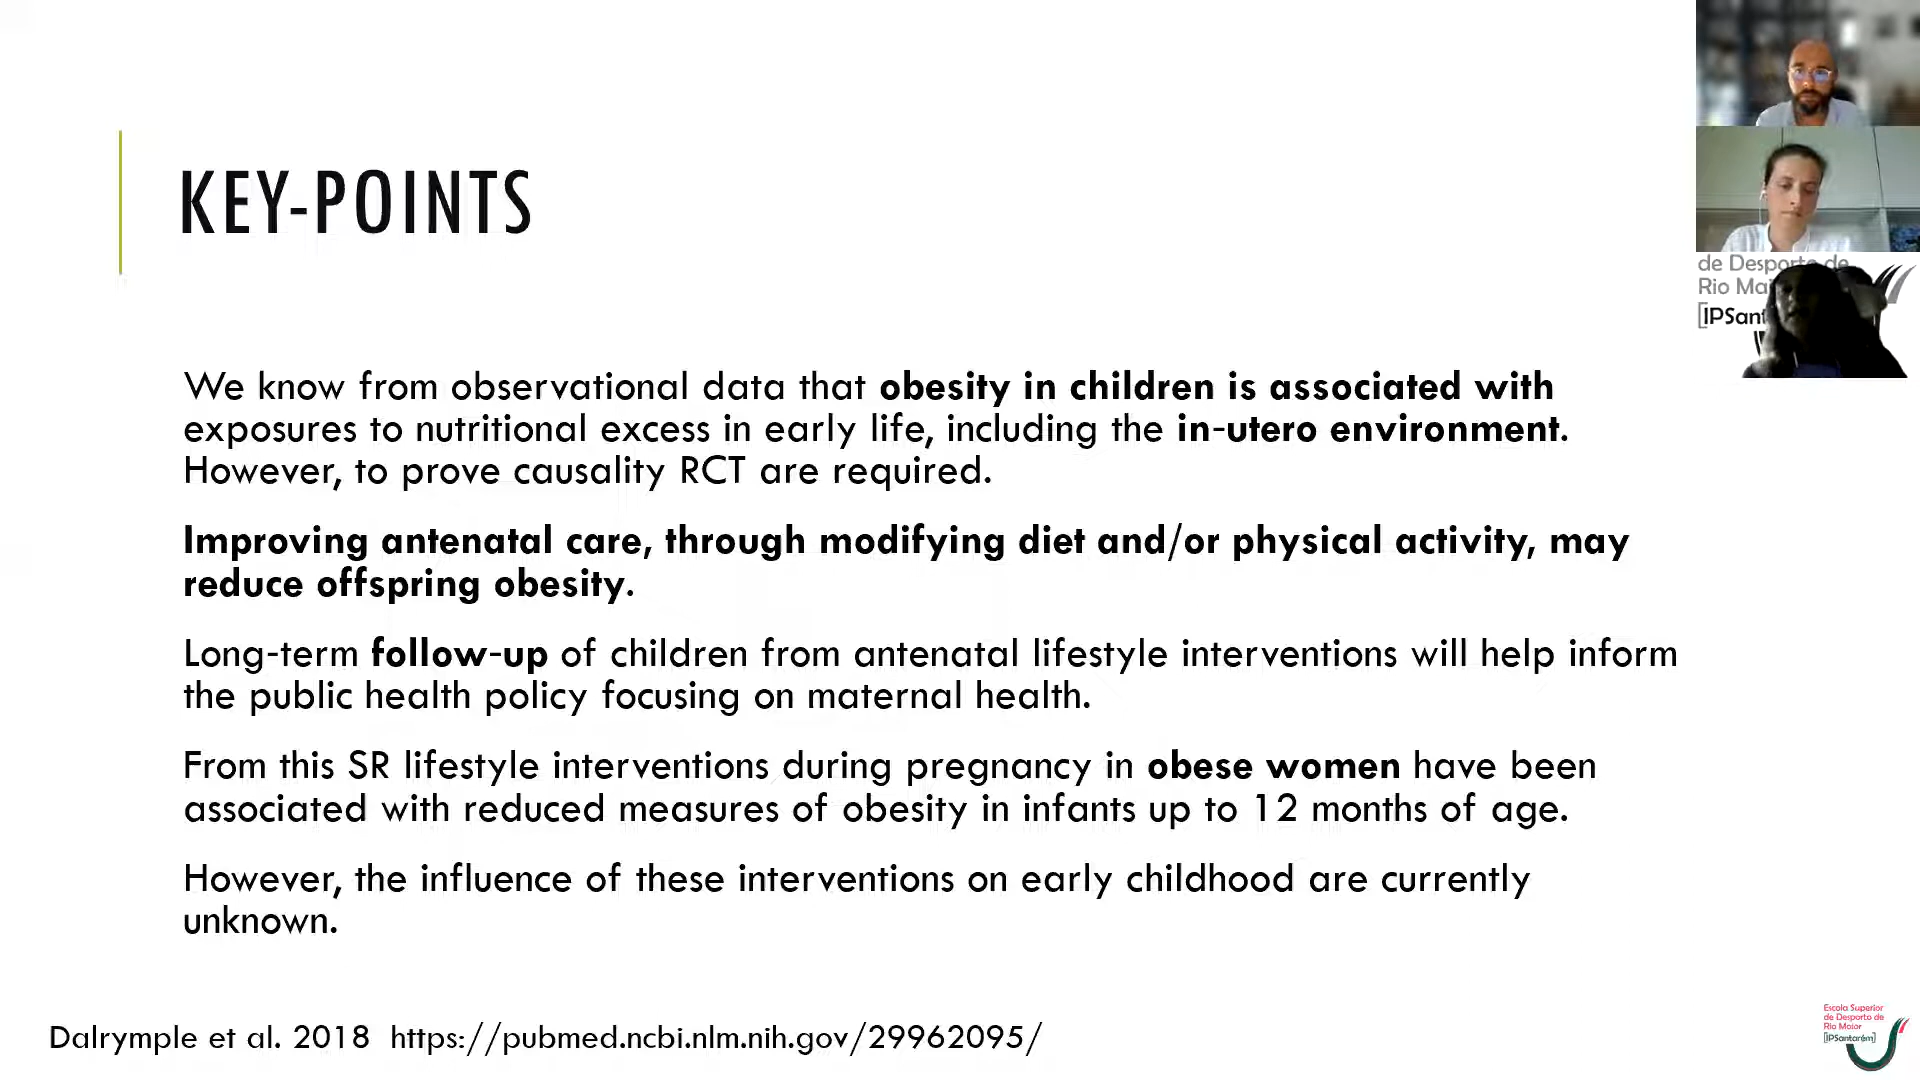 KEY-POINTS
de Desporto de
Rio Mai
[IPSant
We know from observational data that obesity in children is associated with
exposures to nutritional excess in early life, including the in-utero environment.
However, to prove causality RCT are required.
Improving antenatal care, through modifying diet and/or physical activity, may
reduce offspring obesity.
Long-term follow-up of children from antenatal lifestyle interventions will help inform
the public health policy focusing on maternal health.
From this SR lifestyle interventions during pregnancy in obese women have been
associated with reduced measures of obesity in infants up to 12 months of age.
However, the influence of these interventions on early childhood are currently
unknown.
Dalrymple et al. 2018 https://pubmed.ncbi.nlm.nih.gov/29962095/
Escola Superior
de Desporto de
Rio Maior
[IPSantarém]